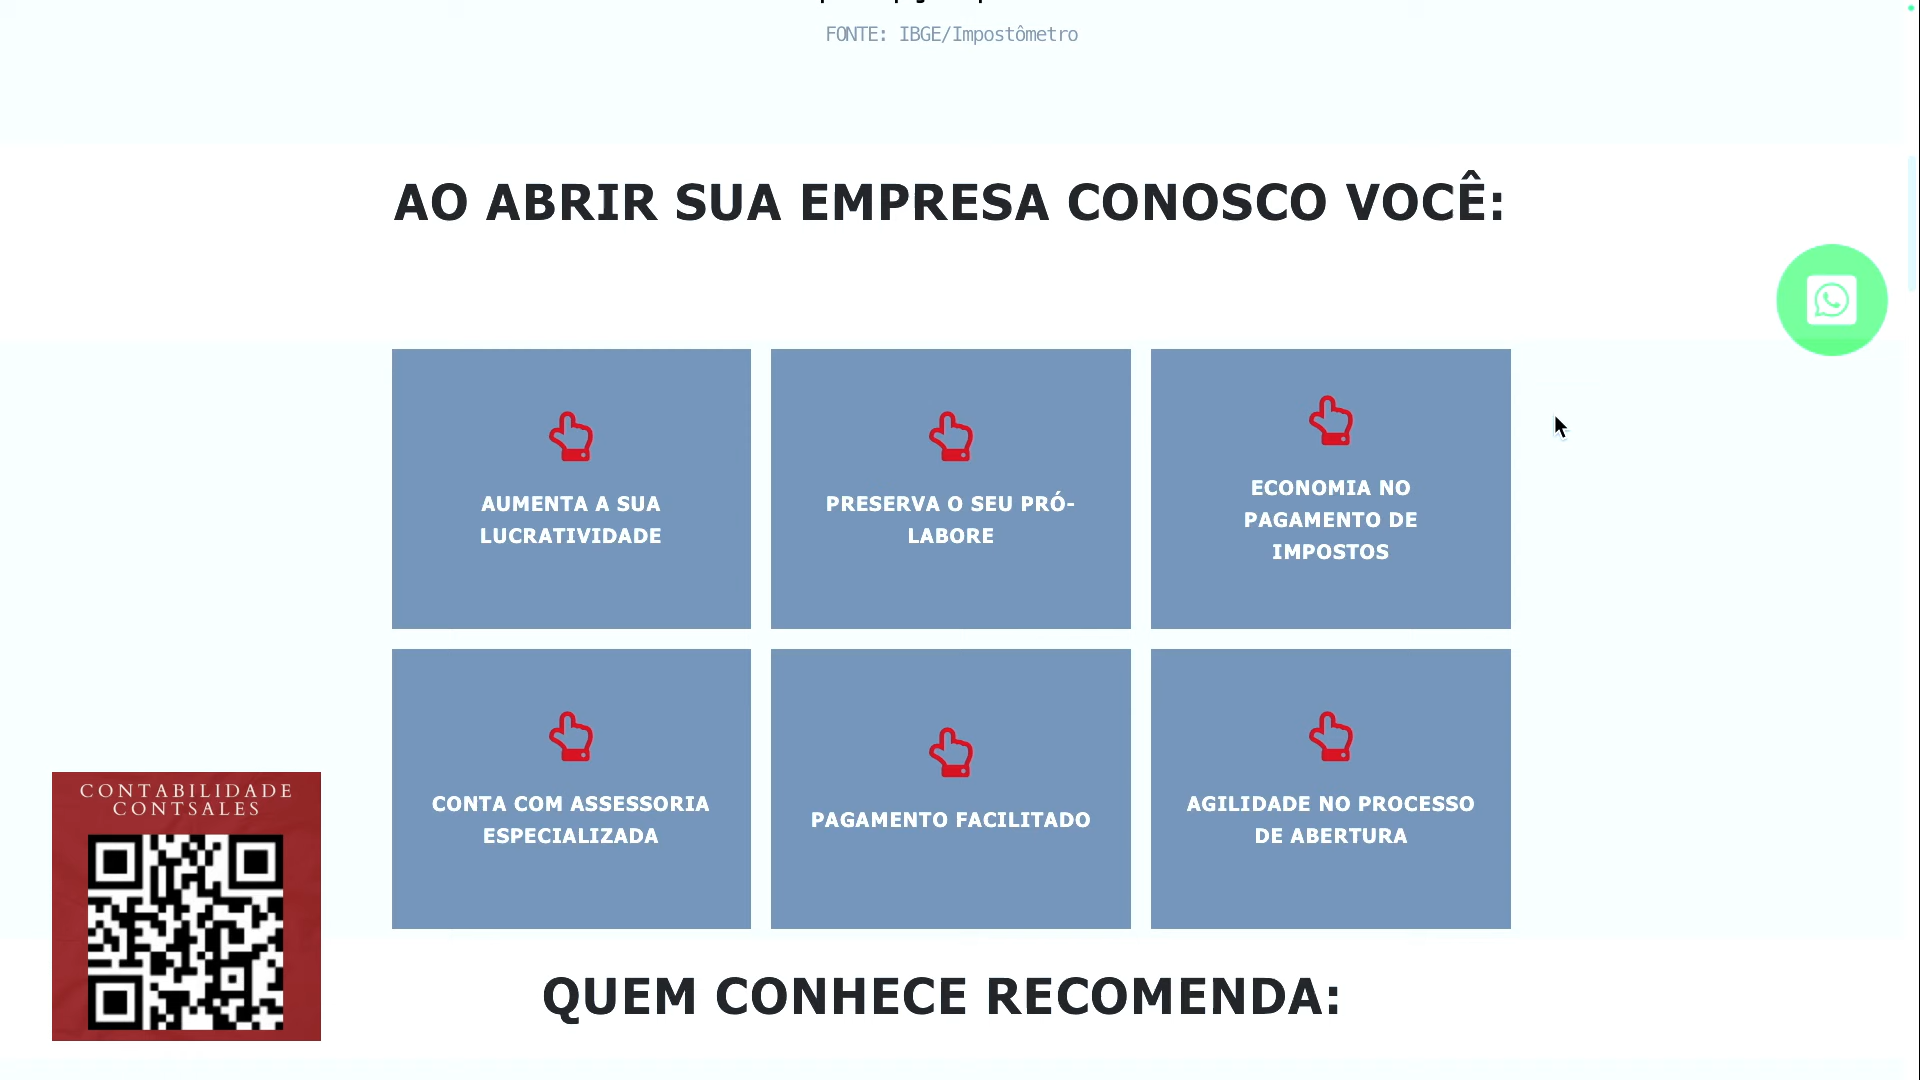 FONTE: IBGE/Impostômetro
AO ABRIR SUA EMPRESA CONOSCO VOCÊ:
AUMENTA A SUA
LUCRATIVIDADE
PRESERVA O SEU PRÓ-
LABORE
ECONOMIA NO
PAGAMENTO DE
IMPOSTOS
CONTA COM ASSESSORIA
ESPECIALIZADA
PAGAMENTO FACILITADO
AGILIDADE NO PROCESSO
DE ABERTURA
CONTABILIDADE
CONTSALES
QUEM CONHECE RECOMENDA: